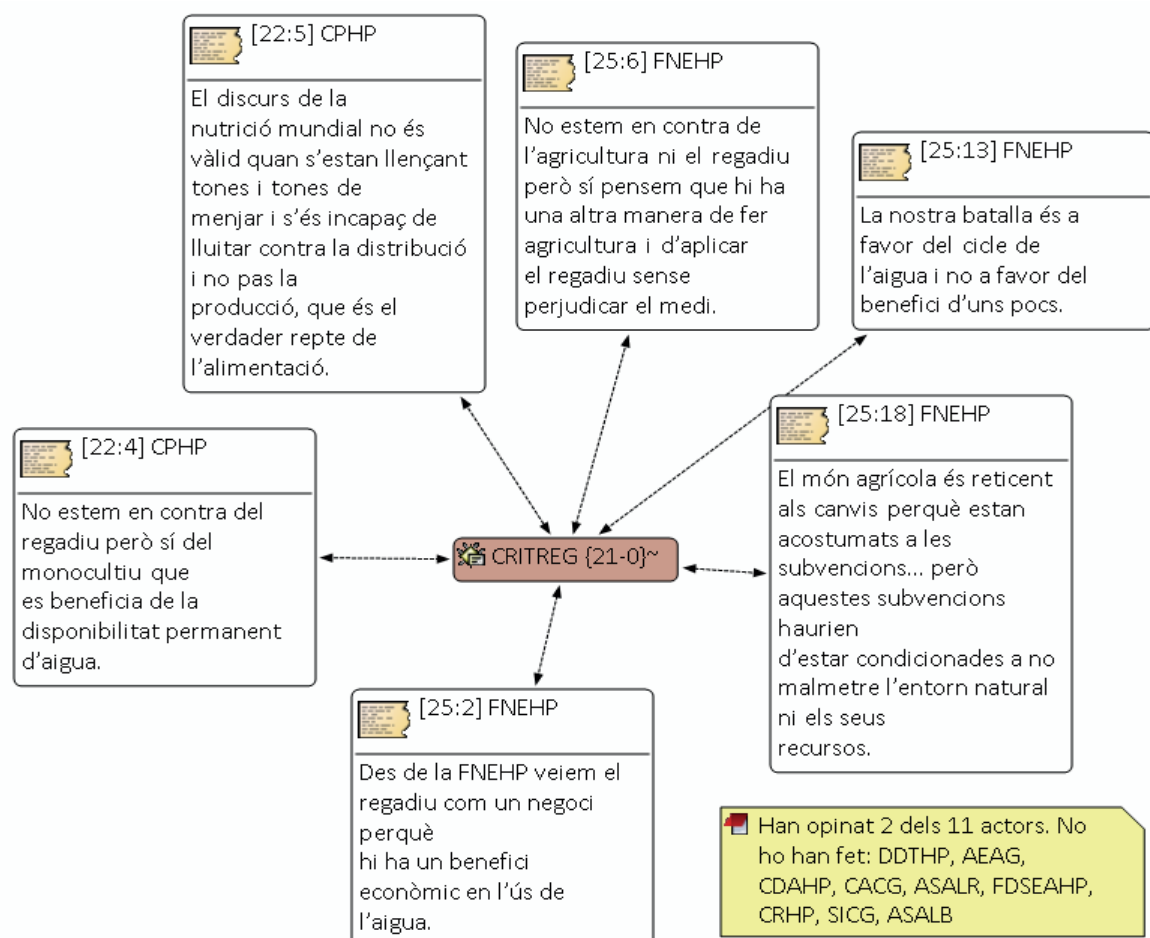 [22:5] CPHP
El discurs de la
nutrició mundial no és
vàlid quan s'estan llençant
tones i tones de
menjar i s'és incapaç de
lluitar contra la distribució
i no pas la
producció, que és el
verdader repte de
l'alimentació.
[25:6] FNEHP
No estem en contra de
l'agricultura ni el regadiu
però sí pensem que hi ha
una altra manera de fer
agricultura i d'aplicar
el regadiu sense
perjudicar el medi.
[25:13] FNEHP
La nostra batalla és a
favor del cicle de
l'aigua i no a favor del
benefici d'uns pocs.
[22:4] CPHP
No estem en contra del
regadiu però sí del
monocultiu que
es beneficia de la
disponibilitat permanent
d'aigua.
CRITREG {21-0}~
[25:18] FNEHP
El món agrícola és reticent
als canvis perquè estan
acostumats a les
subvencions... però
aquestes subvencions
haurien
d'estar condicionades a no
malmetre l'entorn natural
ni els seus
recursos.
[25:2] FNEHP
Des de la FNEHP veiem el
regadiu com un negoci
perquè
hi ha un benefici
econòmic en l'ús de
l'aigua.
Han opinat 2 dels 11 actors. No
ho han fet: DDTHP, AEAG,
CDAHP, CACG, ASALR, FDSEAHP,
CRHP, SICG, ASALB